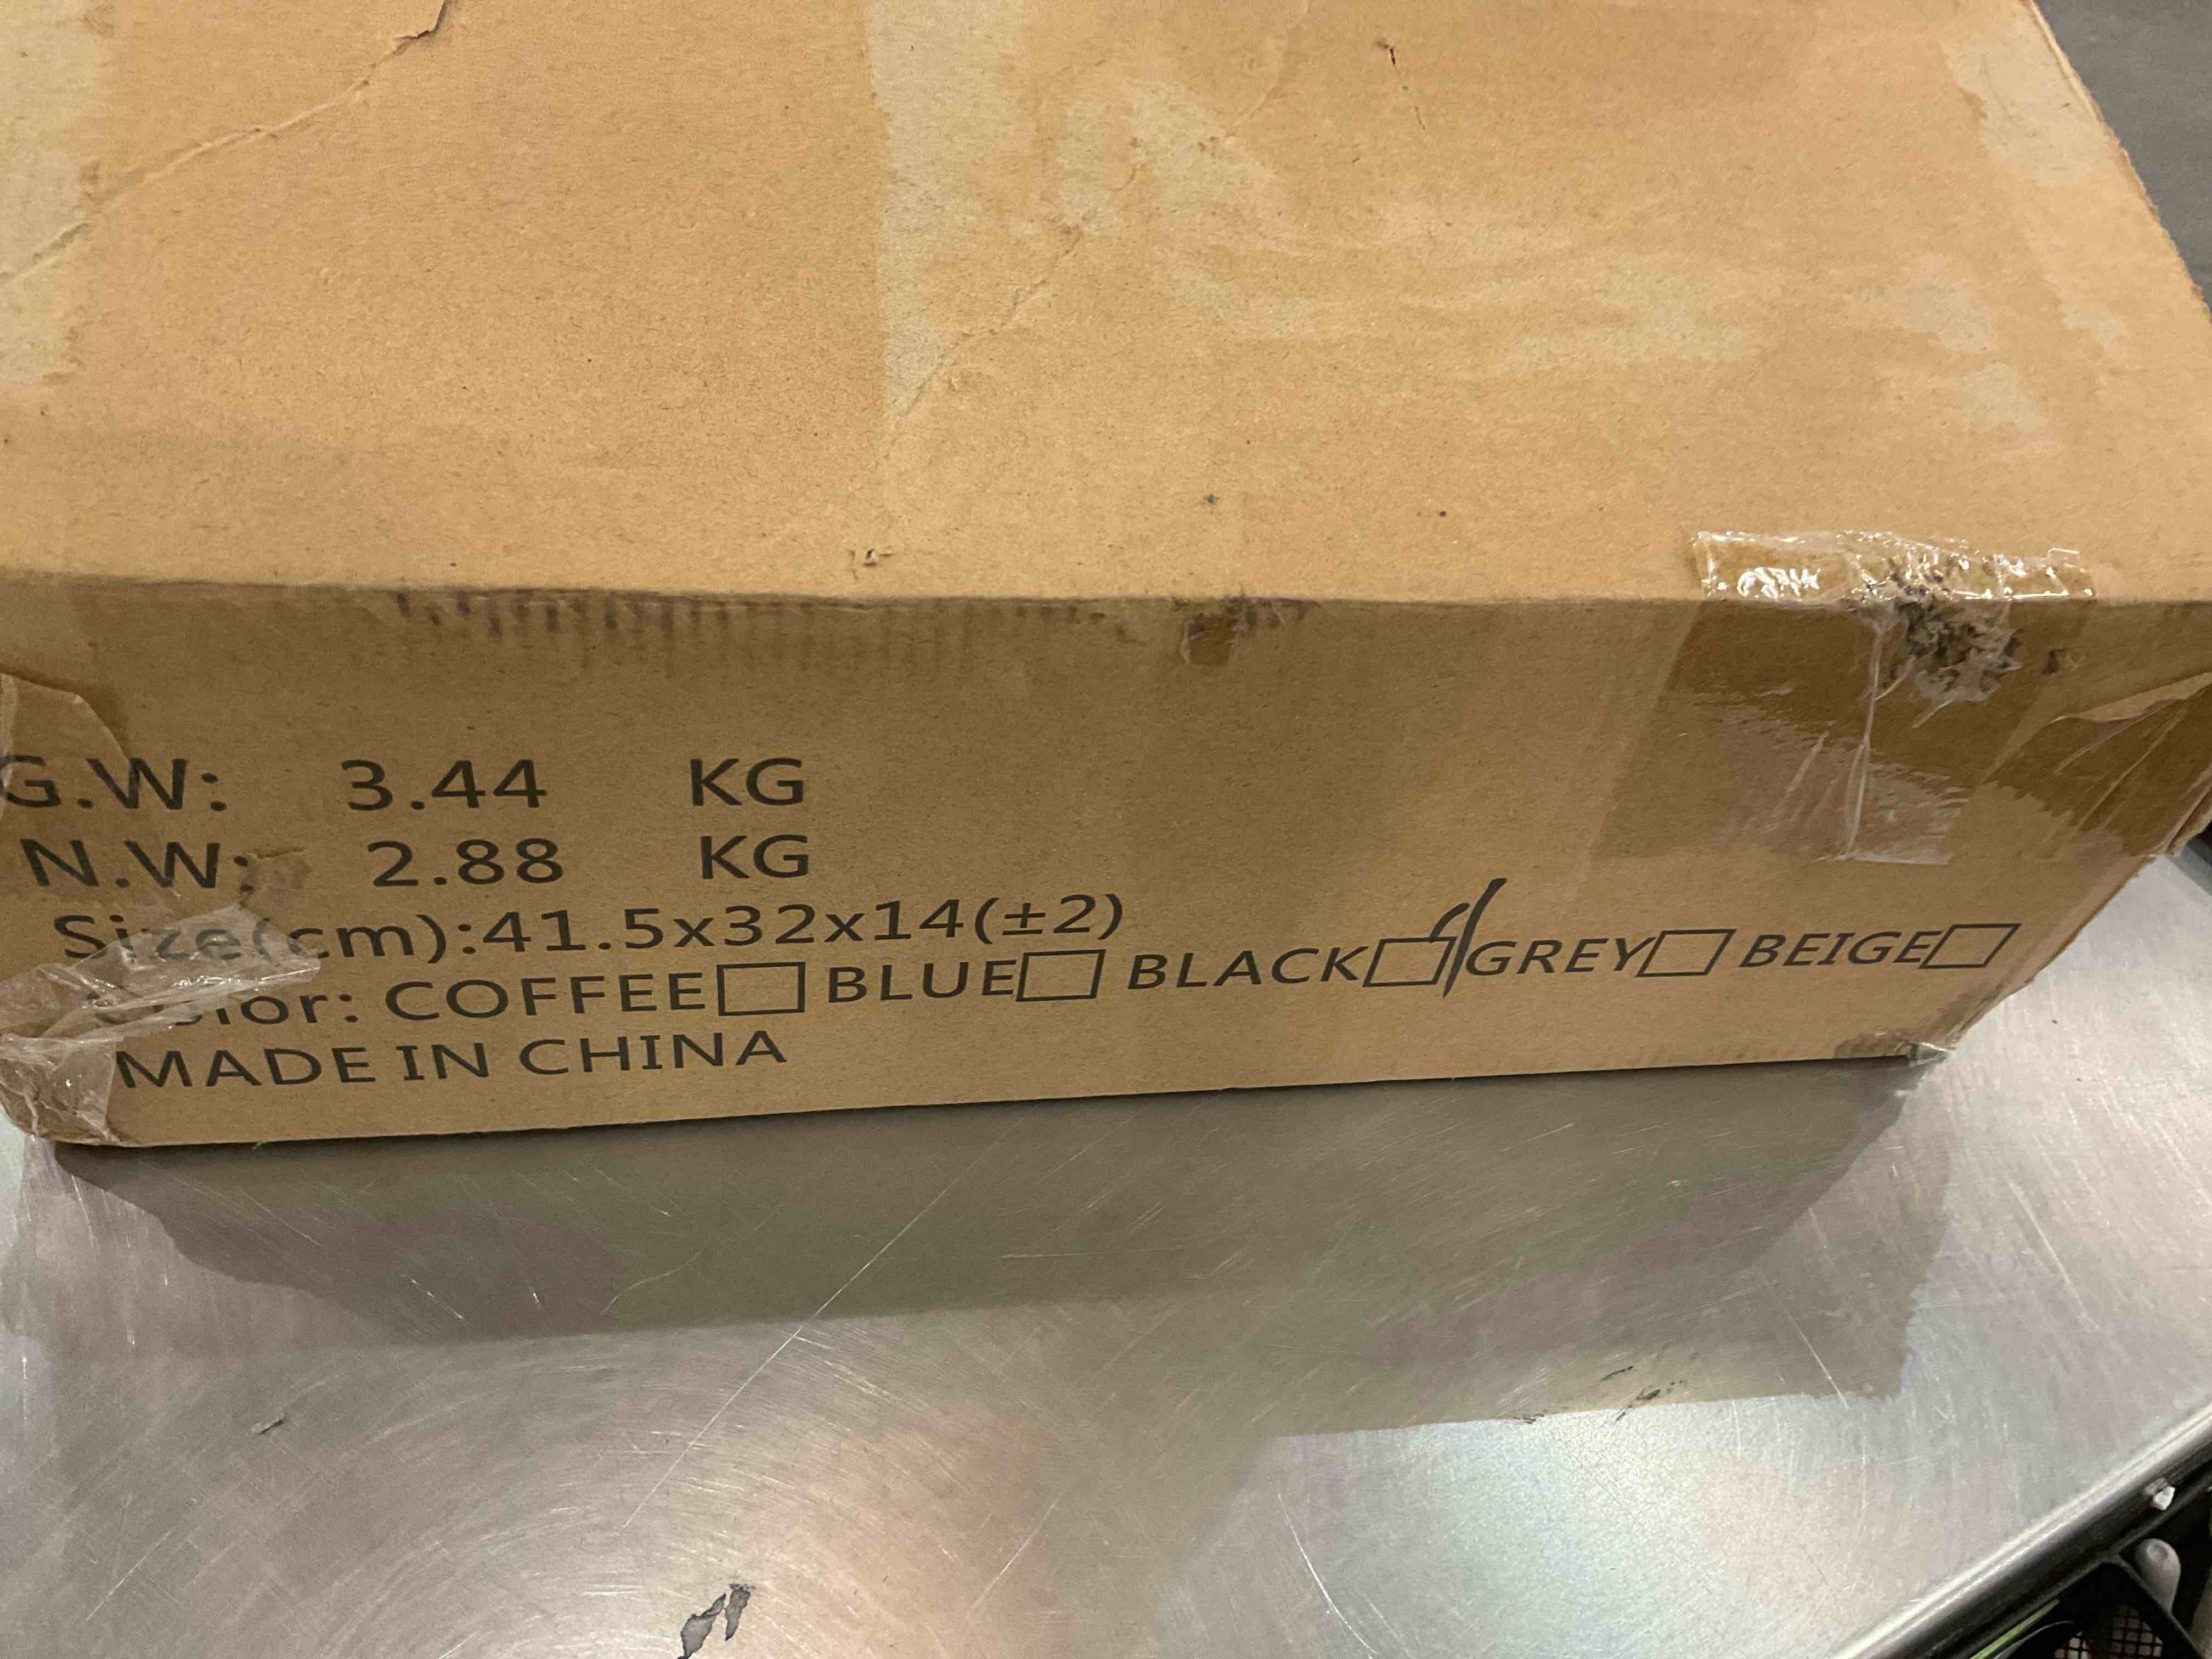 G.W: 3.44 KG
N.W: 2.88 KG
Size(cm):41.5x32x14(±2)
Color: COFFEE□ BLUE□ BLACK☑ GREY□ BEIGE□
MADE IN CHINA